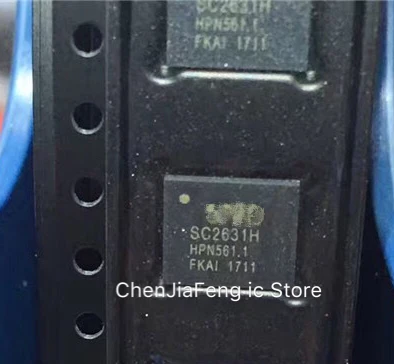 SC2631H
HPN561.1
FKAI 1711
SC2631H
HPN561.1
FKAI 1711
ChenJiaFeng ic Store